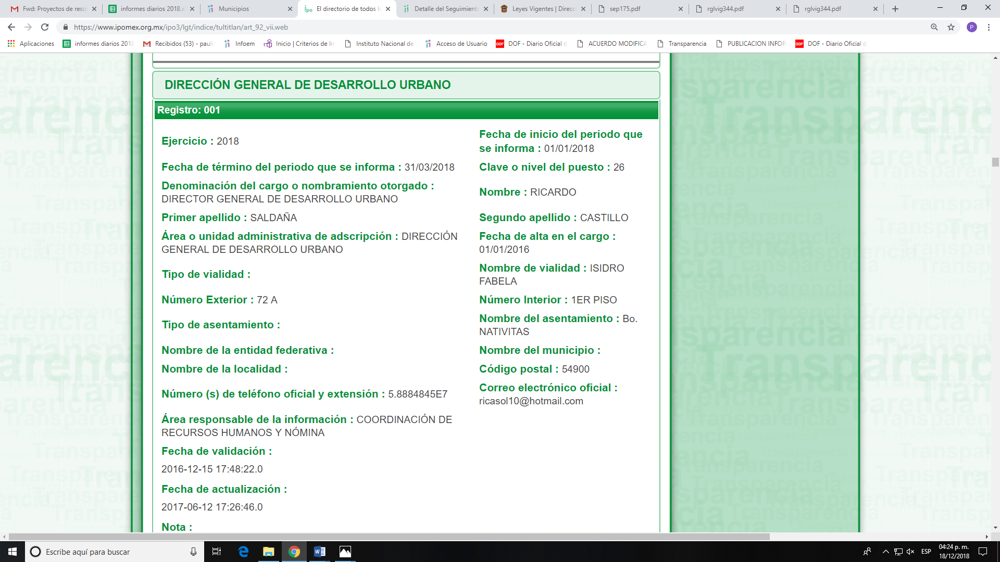 Fwd: Proyectos de reso
informes diarios 2018.x
Municipios
El directorio de todos l
Detalle del Seguimient
Leyes Vigentes | Direcc
sep175.pdf
rglvig344.pdf
rglvig344.pdf
https://www.ipomex.org.mx/ipo3/lgt/indice/tultitlan/art_92_vii.web
P
Aplicaciones
informes diarios 2018
Recibidos (53) - pauli
Infoem
Inicio | Criterios de In
Instituto Nacional de
Acceso de Usuario
DOF - Diario Oficial d
ACUERDO MODIFICA
Transparencia
PUBLICACION INFOR
DOF - Diario Oficial d
DIRECCIÓN GENERAL DE DESARROLLO URBANO
Registro: 001
Ejercicio : 2018
Fecha de inicio del periodo que
se informa : 01/01/2018
Fecha de término del periodo que se informa : 31/03/2018
Clave o nivel del puesto : 26
Denominación del cargo o nombramiento otorgado :
DIRECTOR GENERAL DE DESARROLLO URBANO
Nombre : RICARDO
Primer apellido : SALDAÑA
Segundo apellido : CASTILLO
Área o unidad administrativa de adscripción : DIRECCIÓN
GENERAL DE DESARROLLO URBANO
Fecha de alta en el cargo :
01/01/2016
Tipo de vialidad :
Nombre de vialidad : ISIDRO
FABELA
Número Exterior : 72 A
Número Interior : 1ER PISO
Tipo de asentamiento :
Nombre del asentamiento : Bo.
NATIVITAS
Nombre de la entidad federativa :
Nombre del municipio :
Nombre de la localidad :
Código postal : 54900
Número (s) de teléfono oficial y extensión : 5.8884845E7
Correo electrónico oficial :
ricasol10@hotmail.com
Área responsable de la información : COORDINACIÓN DE
RECURSOS HUMANOS Y NÓMINA
Fecha de validación :
2016-12-15 17:48:22.0
Fecha de actualización :
2017-06-12 17:26:46.0
Nota :
Escribe aquí para buscar
ESP
04:24 p. m.
18/12/2018